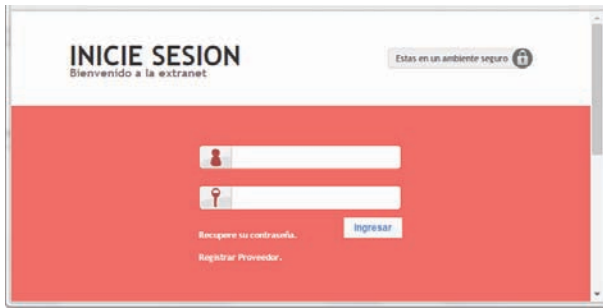 INICIE SESION
Bienvenido a la extranet
Estas en un ambiente seguro
Ingresar
Recupere su contraseña.
Registrar Proveedor.